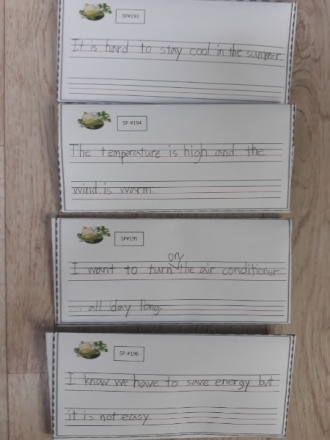 SP#193
It is hard to stay cool in the summer.
SP #194
The temperature is high and the
wind is warm.
SP#195
on
I want to turn the air conditioner
all day long.
SP #196
I know we have to save energy but
it is not easy.